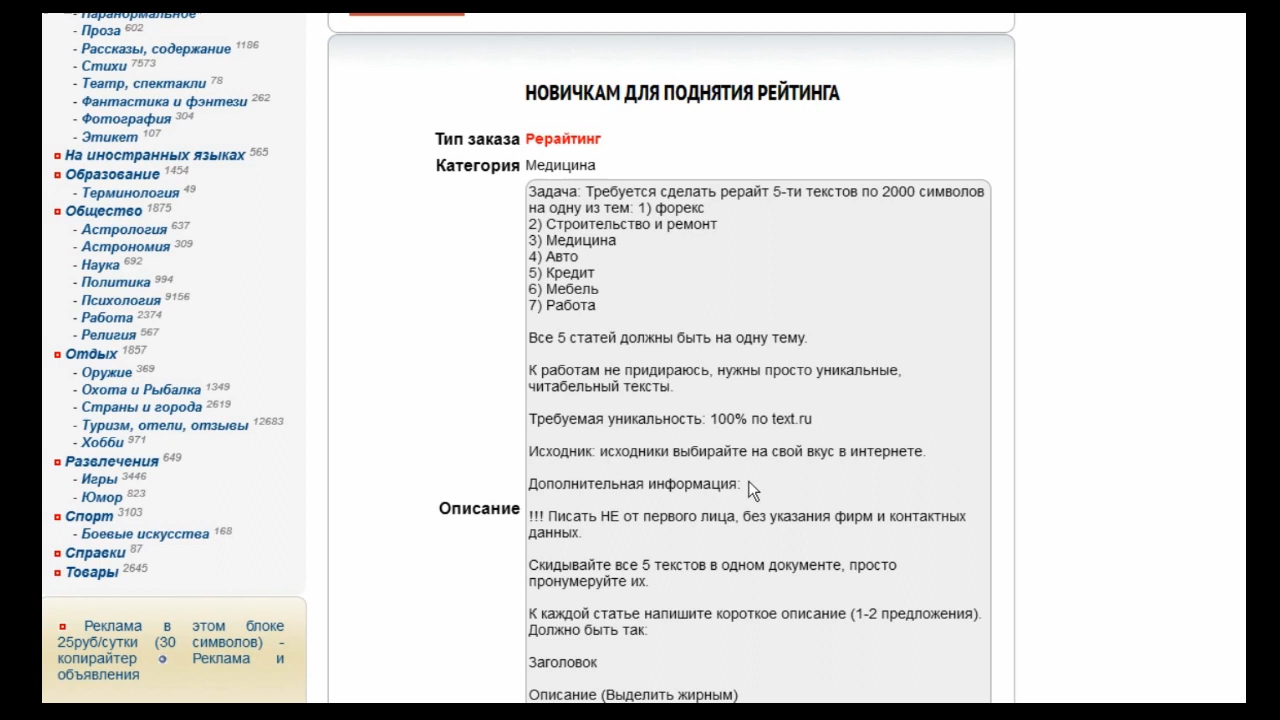 - Паранормальное
- Проза 602
- Рассказы, содержание 1186
- Стихи 7573
- Театр, спектакли 78
- Фантастика и фэнтези 262
- Фотография 304
- Этикет 107
На иностранных языках 565
Образование 1454
- Терминология 49
Общество 1875
- Астрология 637
- Астрономия 309
- Наука 692
- Политика 994
- Психология 9156
- Работа 2374
- Религия 567
Отдых 1857
- Оружие 369
- Охота и Рыбалка 1349
- Страны и города 2619
- Туризм, отели, отзывы 12683
- Хобби 971
Развлечения 649
- Игры 3446
- Юмор 823
Спорт 3103
- Боевые искусства 168
Справки 87
Товары 2645
Реклама в этом блоке
25руб/сутки (30 символов) -
копирайтер Реклама и
объявления
НОВИЧКАМ ДЛЯ ПОДНЯТИЯ РЕЙТИНГА
Тип заказа Рерайтинг
Категория Медицина
Описание
Задача: Требуется сделать рерайт 5-ти текстов по 2000 символов
на одну из тем: 1) форекс
2) Строительство и ремонт
3) Медицина
4) Авто
5) Кредит
6) Мебель
7) Работа
Все 5 статей должны быть на одну тему.
К работам не придираюсь, нужны просто уникальные,
читабельный тексты.
Требуемая уникальность: 100% по text.ru
Исходник: исходники выбирайте на свой вкус в интернете.
Дополнительная информация:
!!! Писать НЕ от первого лица, без указания фирм и контактных
данных.
Скидывайте все 5 текстов в одном документе, просто
пронумеруйте их.
К каждой статье напишите короткое описание (1-2 предложения).
Должно быть так:
Заголовок
Описание (Выделить жирным)